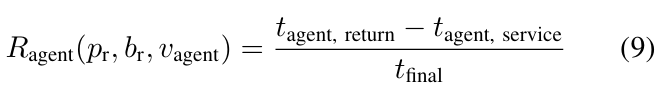 R_agent(p_r, b_r, v_agent) = (t_agent, return − t_agent, service) / t_final (9)